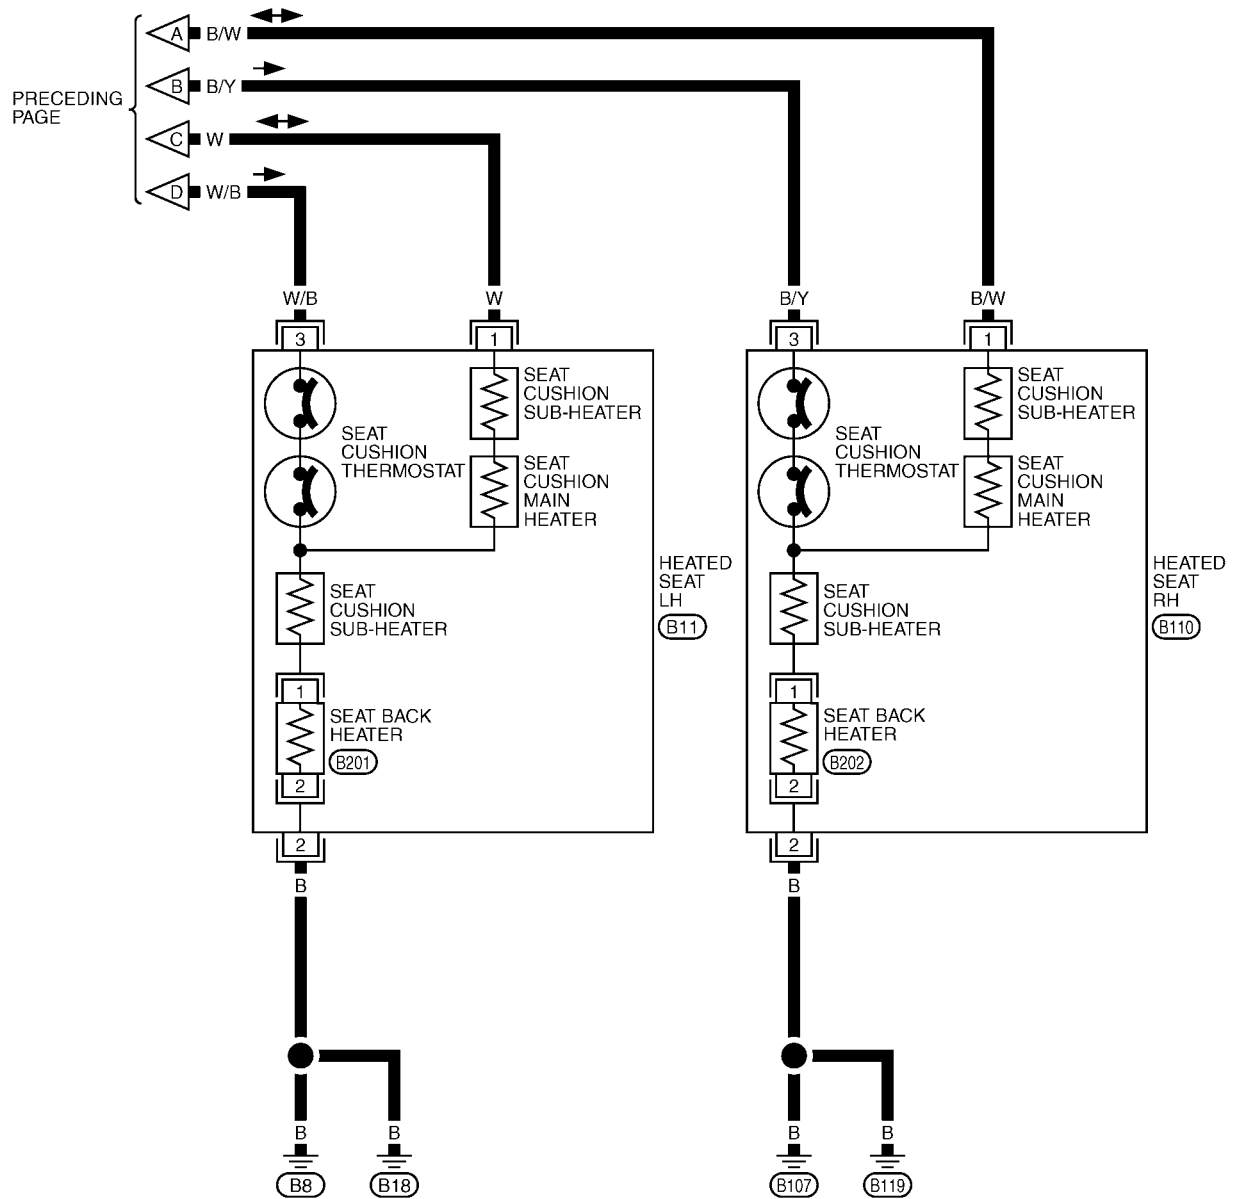 A B/W
B B/Y
PRECEDING
PAGE
C W
D W/B
W/B W B/Y B/W
3 1 3 1
SEAT
CUSHION
SUB-HEATER
SEAT
CUSHION
THERMOSTAT
SEAT
CUSHION
MAIN
HEATER
HEATED
SEAT
LH
B11
SEAT
CUSHION
SUB-HEATER
1
SEAT BACK
HEATER
B201
2
2
B
B B
B8 B18
SEAT
CUSHION
SUB-HEATER
SEAT
CUSHION
THERMOSTAT
SEAT
CUSHION
MAIN
HEATER
HEATED
SEAT
RH
B110
SEAT
CUSHION
SUB-HEATER
1
SEAT BACK
HEATER
B202
2
2
B
B B
B107 B119